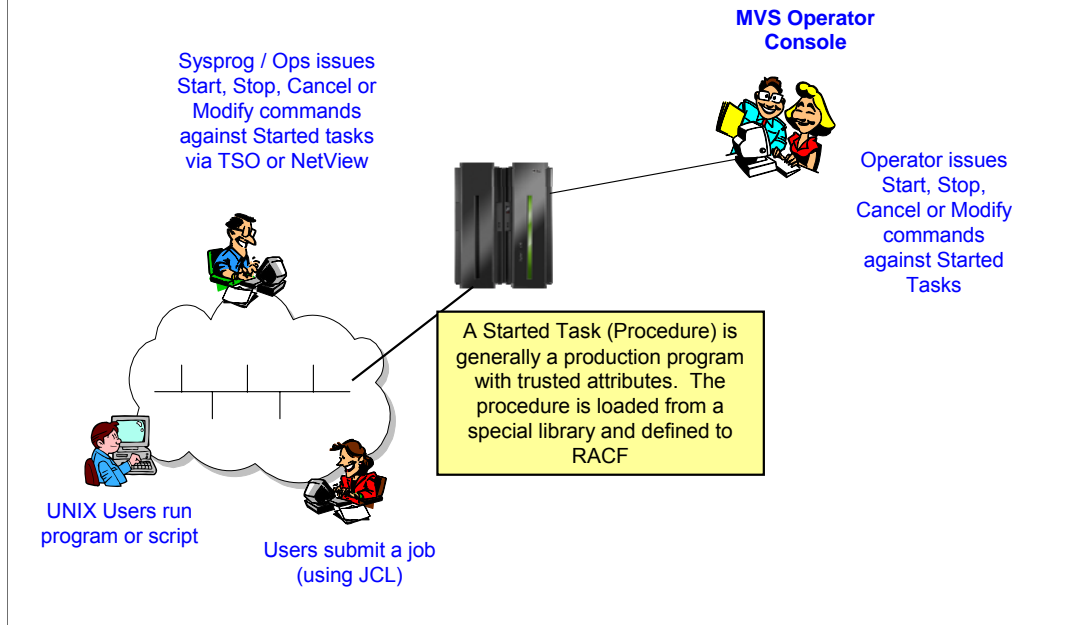 MVS Operator
Console
Sysprog / Ops issues
Start, Stop, Cancel or
Modify commands
against Started tasks
via TSO or NetView
Operator issues
Start, Stop,
Cancel or Modify
commands
against Started
Tasks
A Started Task (Procedure) is
generally a production program
with trusted attributes. The
procedure is loaded from a
special library and defined to
RACF
UNIX Users run
program or script
Users submit a job
(using JCL)